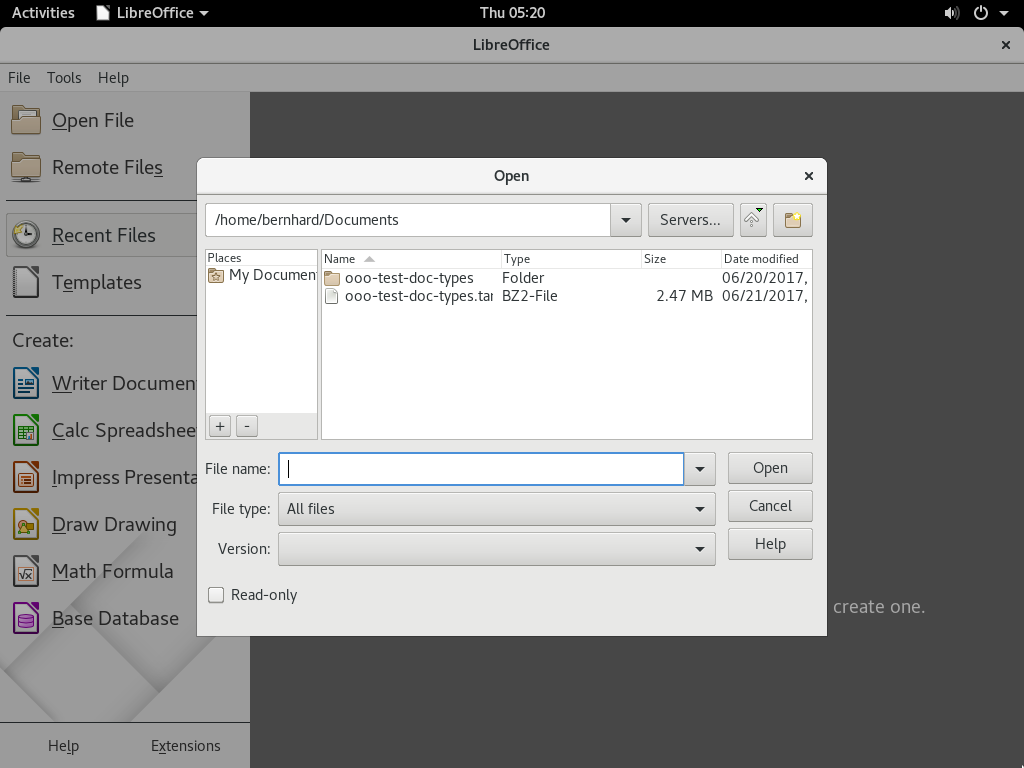 Activities LibreOffice Thu 05:20
LibreOffice
File Tools Help
Open File
Remote Files
Recent Files
Templates
Create:
Writer Documen
Calc Spreadshee
Impress Presenta
Draw Drawing
Math Formula
Base Database
Help Extensions
Open
/home/bernhard/Documents Servers...
Places
My Documen
Name Type Size Date modified
ooo-test-doc-types Folder 06/20/2017,
ooo-test-doc-types.tar BZ2-File 2.47 MB 06/21/2017,
+ -
File name: Open
File type: All files Cancel
Version: Help
Read-only
create one.